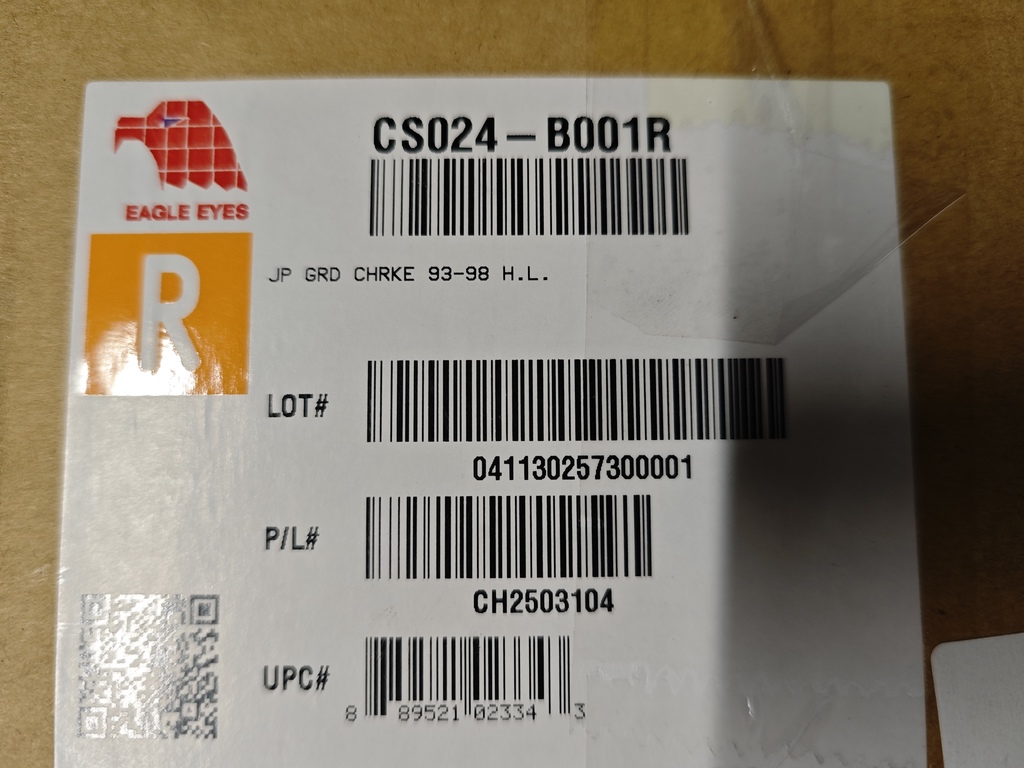 CS024-B001R
EAGLE EYES
R
JP GRD CHRKE 93-98 H.L.
LOT#
041130257300001
P/L#
CH2503104
UPC#
8 89521 02334 3